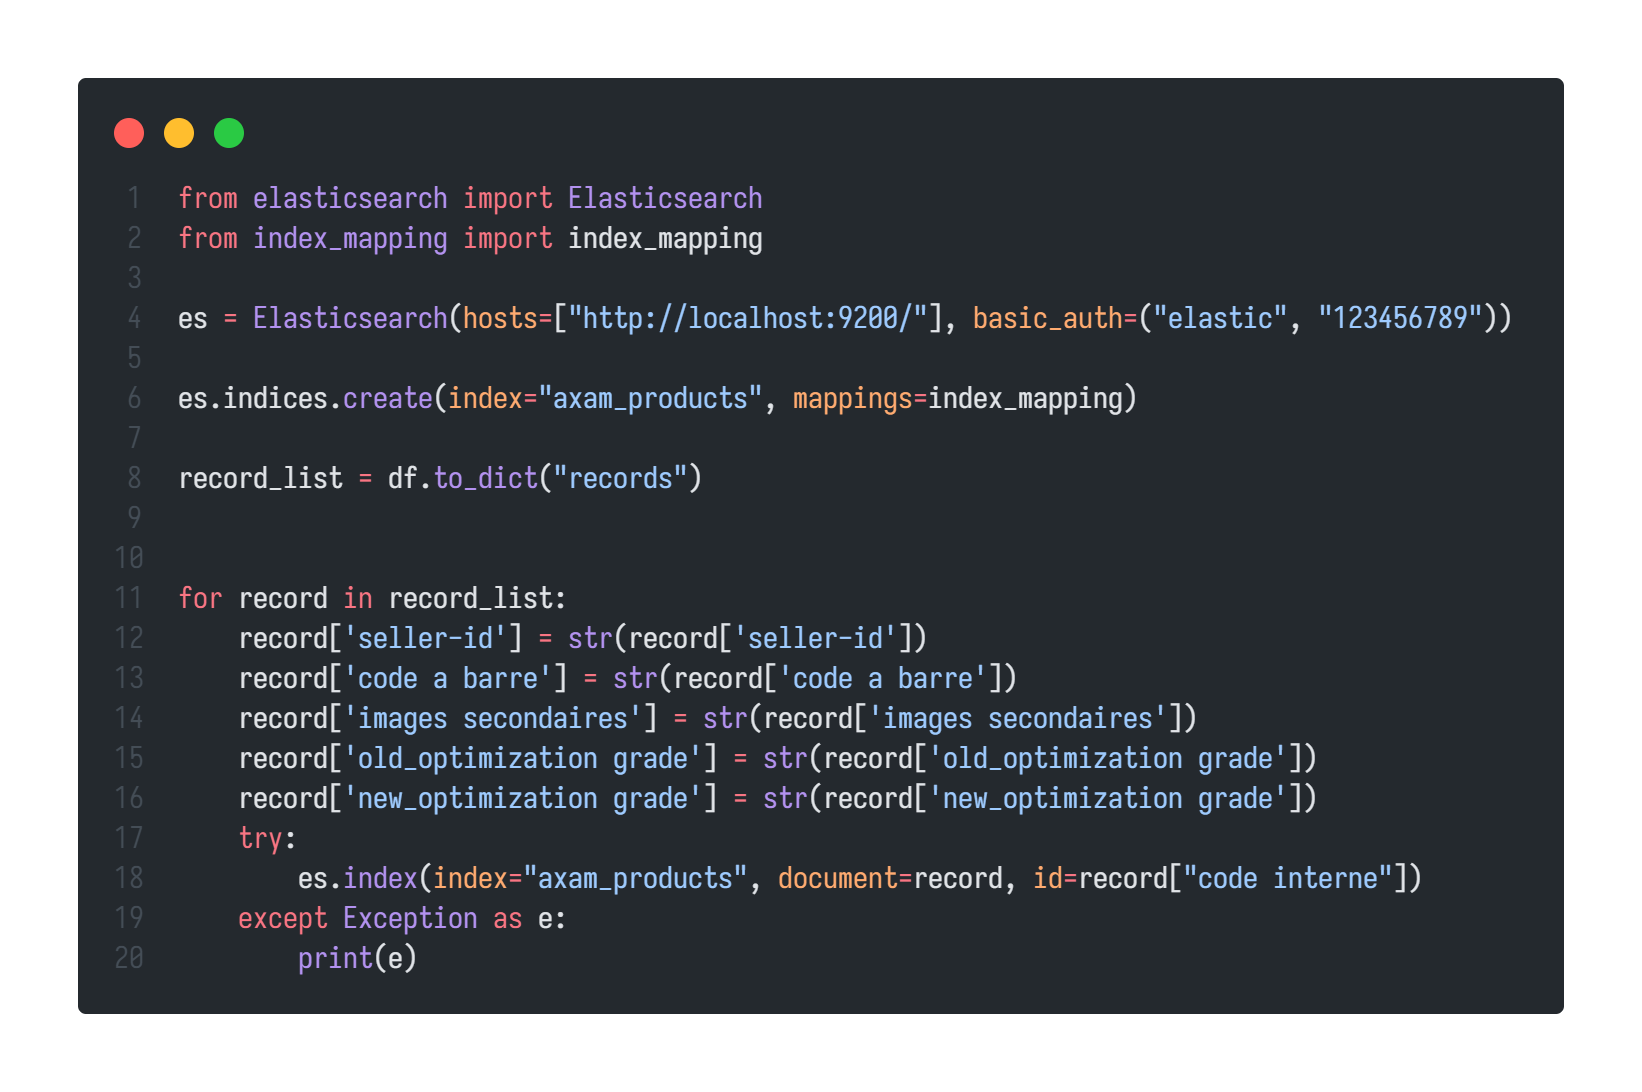 1 from elasticsearch import Elasticsearch
2 from index_mapping import index_mapping
3
4 es = Elasticsearch(hosts=["http://localhost:9200/"], basic_auth=("elastic", "123456789"))
5
6 es.indices.create(index="axam_products", mappings=index_mapping)
7
8 record_list = df.to_dict("records")
9
10
11 for record in record_list:
12     record['seller-id'] = str(record['seller-id'])
13     record['code a barre'] = str(record['code a barre'])
14     record['images secondaires'] = str(record['images secondaires'])
15     record['old_optimization grade'] = str(record['old_optimization grade'])
16     record['new_optimization grade'] = str(record['new_optimization grade'])
17     try:
18         es.index(index="axam_products", document=record, id=record["code interne"])
19     except Exception as e:
20         print(e)